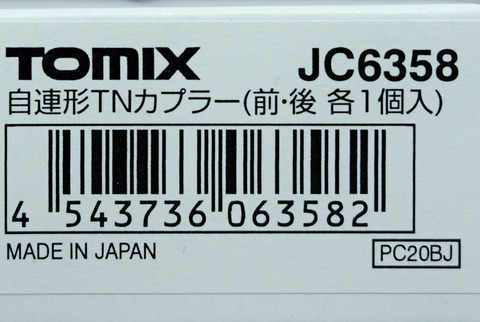 TOMIX JC6358
自連形TNカプラー(前・後 各1個入)
4 543736 063582
MADE IN JAPAN PC20BJ